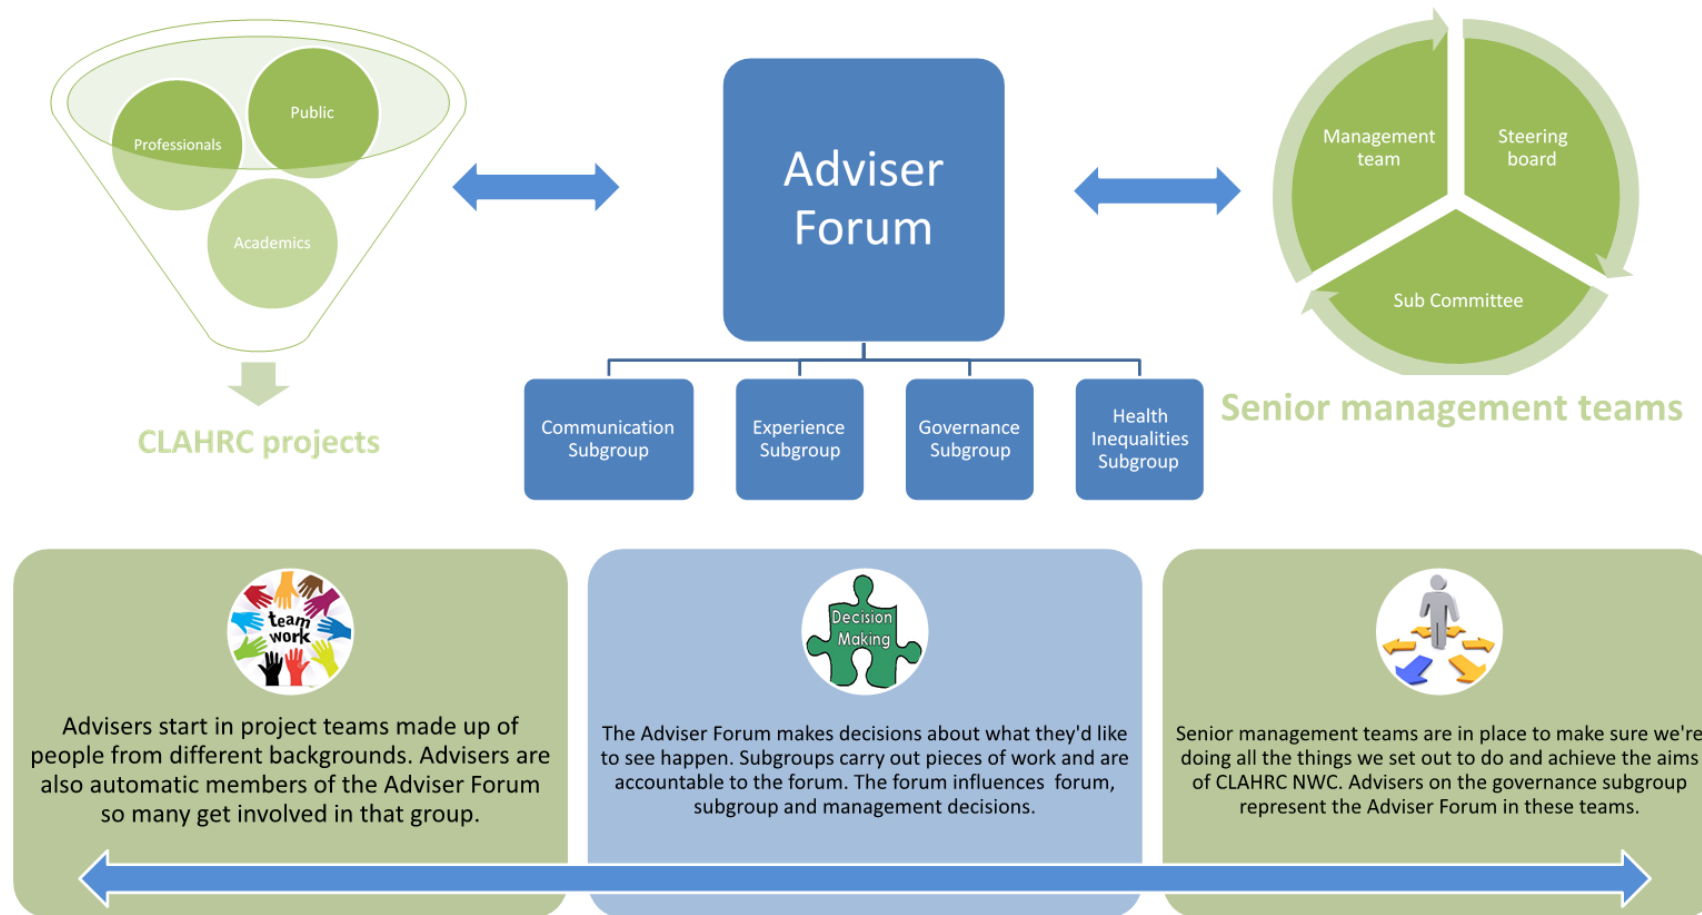 Professionals
Public
Academics
CLAHRC projects
Adviser
Forum
Communication
Subgroup
Experience
Subgroup
Governance
Subgroup
Health
Inequalities
Subgroup
Management
team
Steering
board
Sub Committee
Senior management teams
team
work
Advisers start in project teams made up of
people from different backgrounds. Advisers are
also automatic members of the Adviser Forum
so many get involved in that group.
Decision
Making
The Adviser Forum makes decisions about what they'd like
to see happen. Subgroups carry out pieces of work and are
accountable to the forum. The forum influences  forum,
subgroup and management decisions.
Senior management teams are in place to make sure we're
doing all the things we set out to do and achieve the aims
of CLAHRC NWC. Advisers on the governance subgroup
represent the Adviser Forum in these teams.